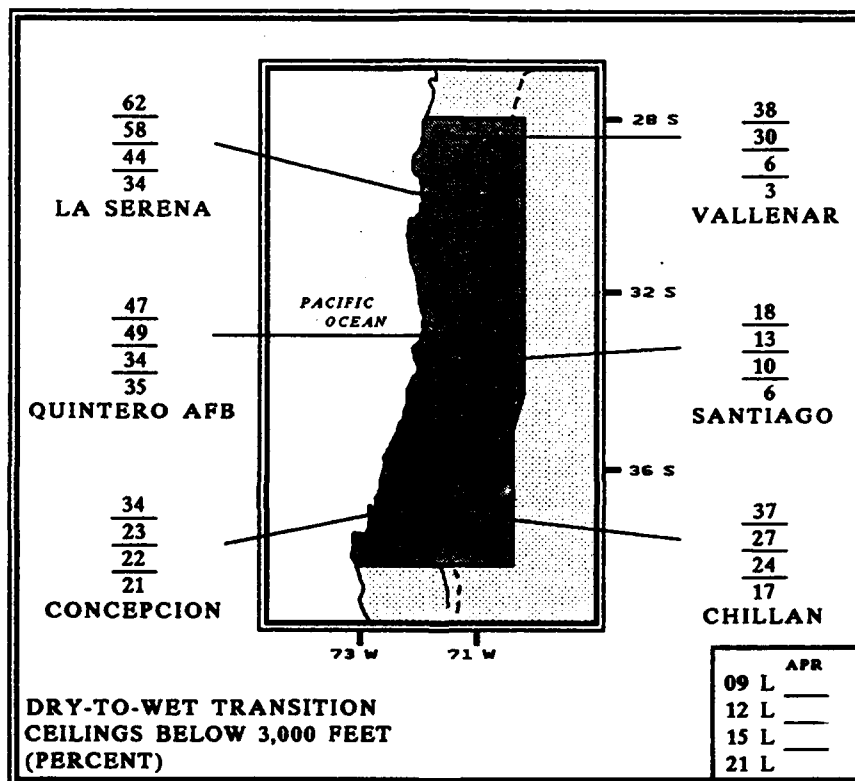 62
58
44
34
LA SERENA
47
49
34
35
QUINTERO AFB
34
23
22
21
CONCEPCION
PACIFIC
OCEAN
28 S
32 S
36 S
73 W
71 W
38
30
6
3
VALLENAR
18
13
10
6
SANTIAGO
37
27
24
17
CHILLAN
DRY-TO-WET TRANSITION
CEILINGS BELOW 3,000 FEET
(PERCENT)
APR
09 L
12 L
15 L
21 L